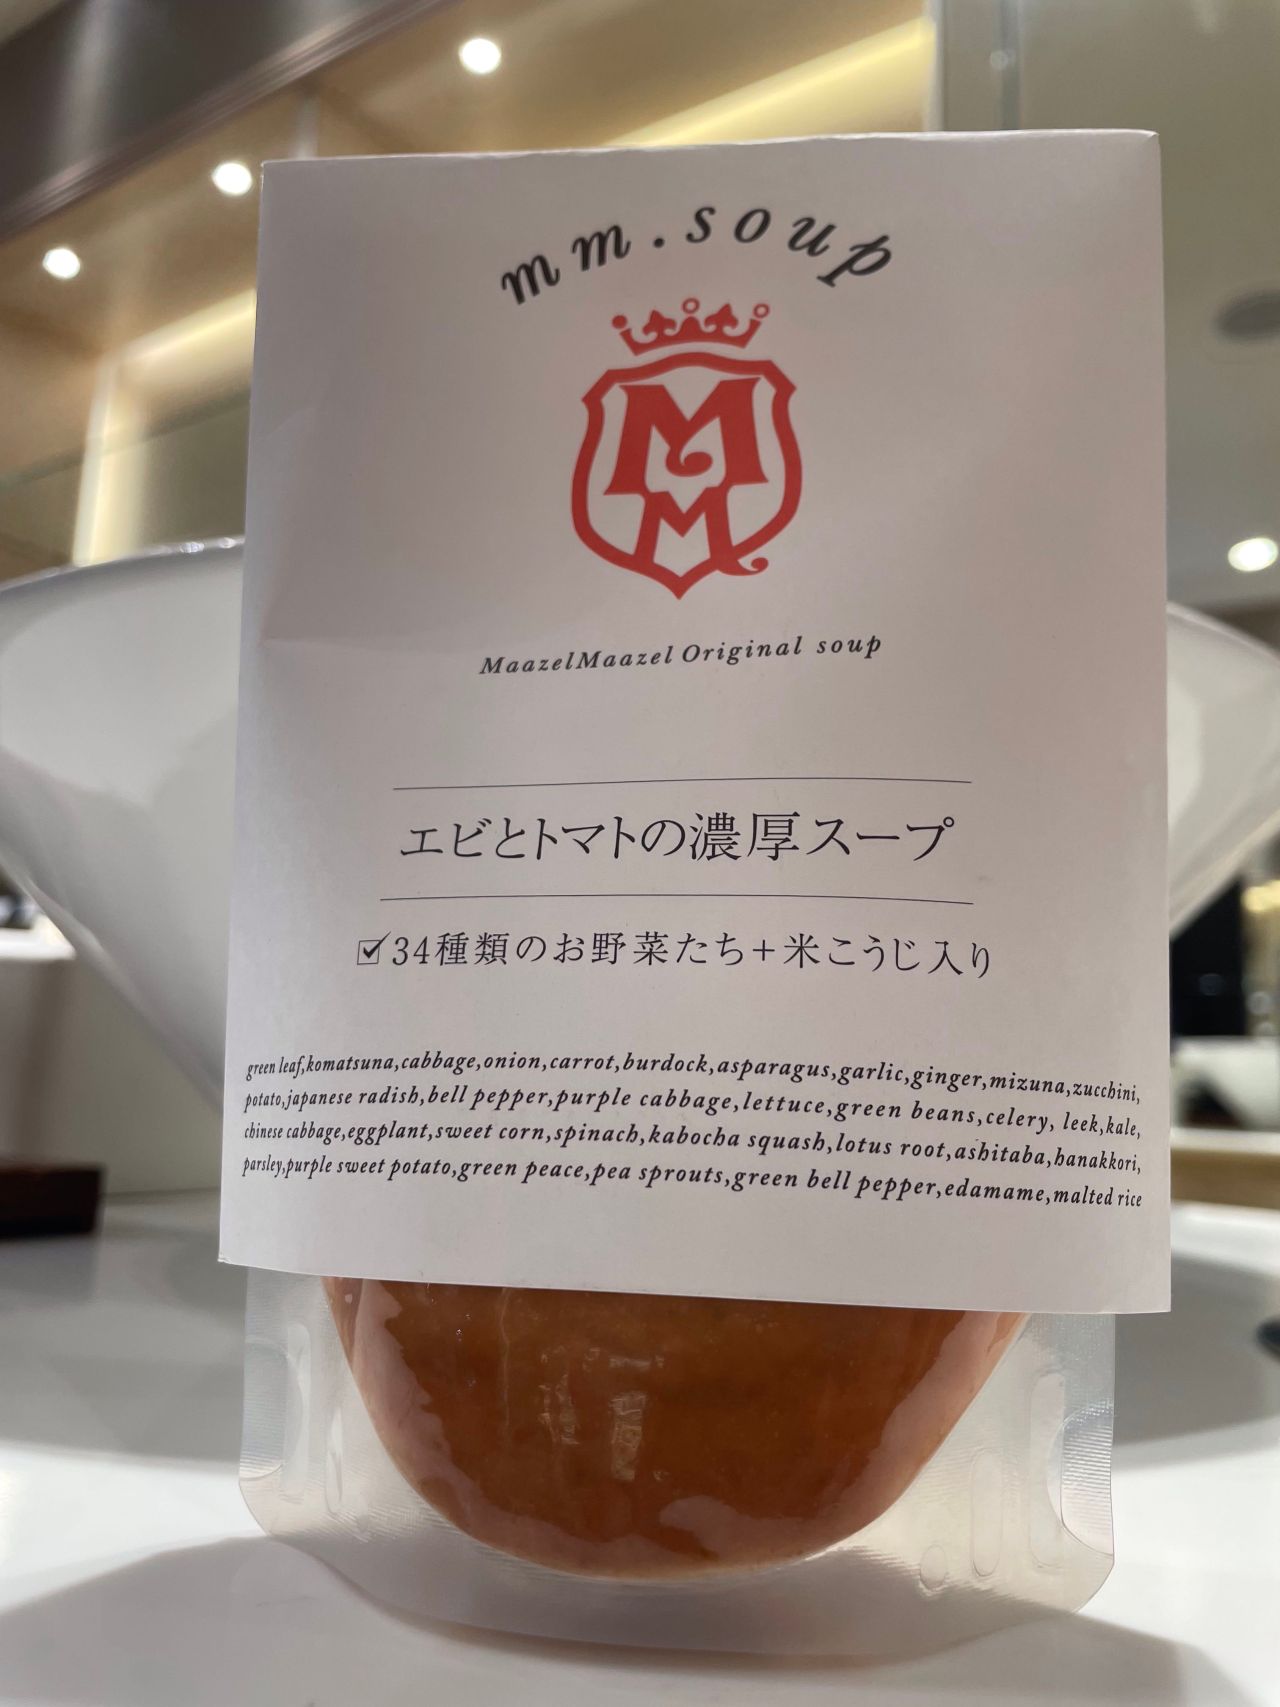 mm.soup
MM
MaazelMaazel Original soup
エビとトマトの濃厚スープ
☑34種類のお野菜たち+米こうじ入り
green leaf,komatsuna,cabbage,onion,carrot,burdock,asparagus,garlic,ginger,mizuna,zucchini,
potato,japanese radish,bell pepper,purple cabbage,lettuce,green beans,celery, leek,kale,
chinese cabbage,eggplant,sweet corn,spinach,kabocha squash,lotus root,ashitaba,hanakkori,
parsley,purple sweet potato,green peace,pea sprouts,green bell pepper,edamame,malted rice